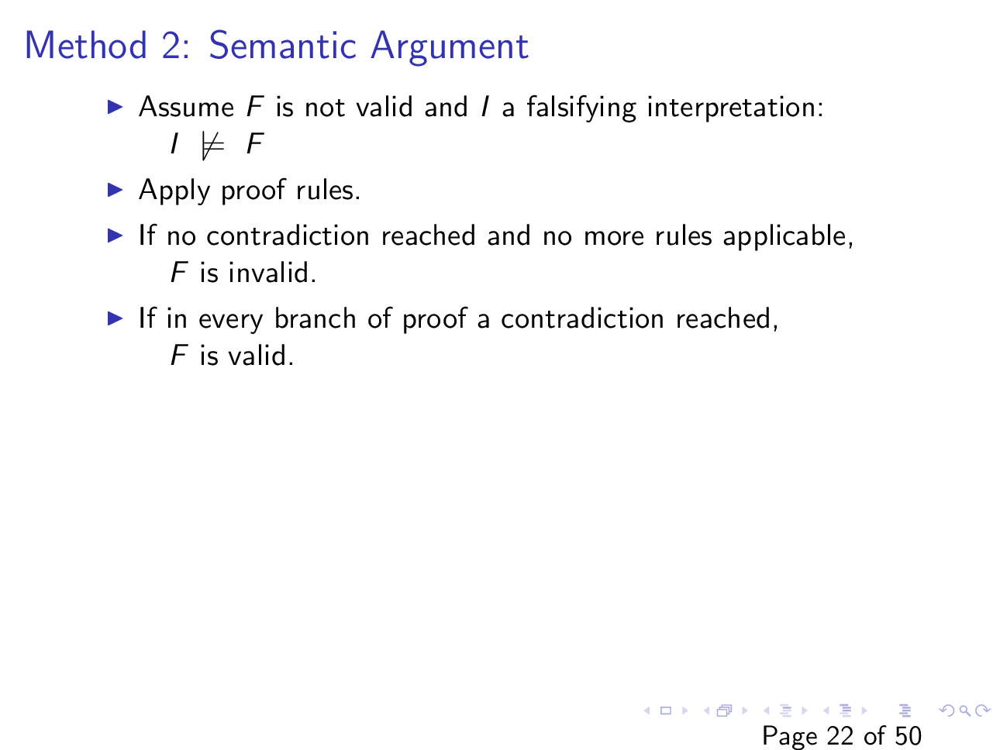 Method 2: Semantic Argument
▶ Assume F is not valid and I a falsifying interpretation:
I ⊭ F
▶ Apply proof rules.
▶ If no contradiction reached and no more rules applicable,
F is invalid.
▶ If in every branch of proof a contradiction reached,
F is valid.
Page 22 of 50